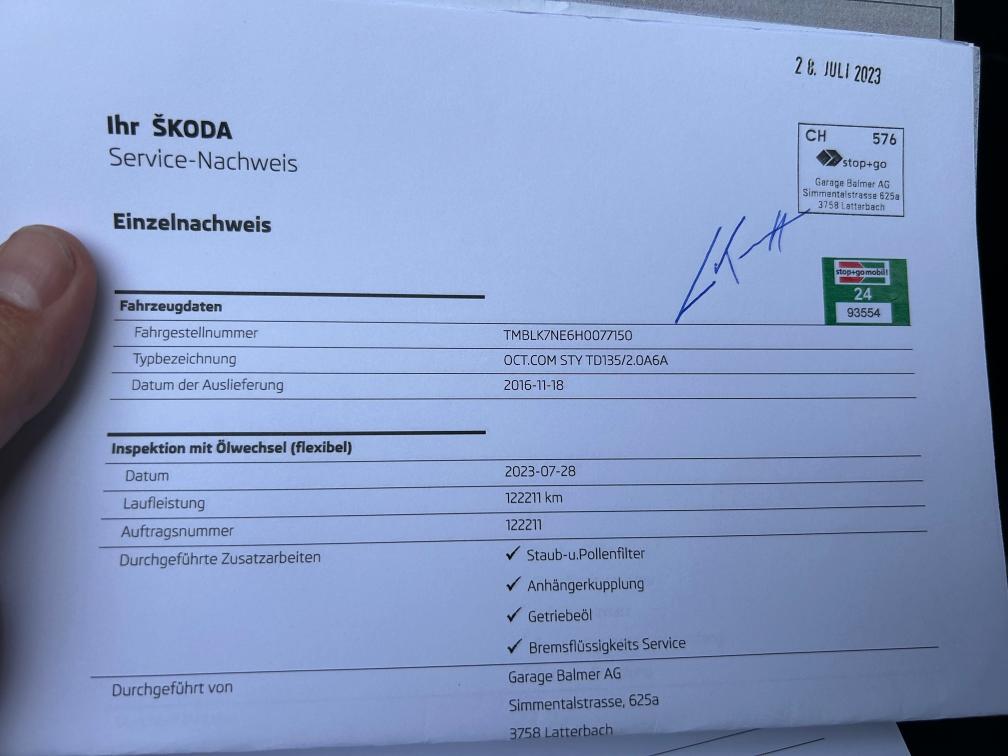 28. JULI 2023
Ihr ŠKODA
Service-Nachweis
CH 576
stop+go
Garage Balmer AG
Simmentalstrasse 625a
3758 Latterbach
Einzelnachweis
stop+go mobil!
24
93554
Fahrzeugdaten
Fahrgestellnummer TMBLK7NE6H0077150
Typbezeichnung OCT.COM STY TD135/2.0A6A
Datum der Auslieferung 2016-11-18
Inspektion mit Ölwechsel (flexibel)
Datum 2023-07-28
Laufleistung 122211 km
Auftragsnummer 122211
Durchgeführte Zusatzarbeiten ✓ Staub-u.Pollenfilter
✓ Anhängerkupplung
✓ Getriebeöl
✓ Bremsflüssigkeits Service
Durchgeführt von Garage Balmer AG
Simmentalstrasse, 625a
3758 Latterbach